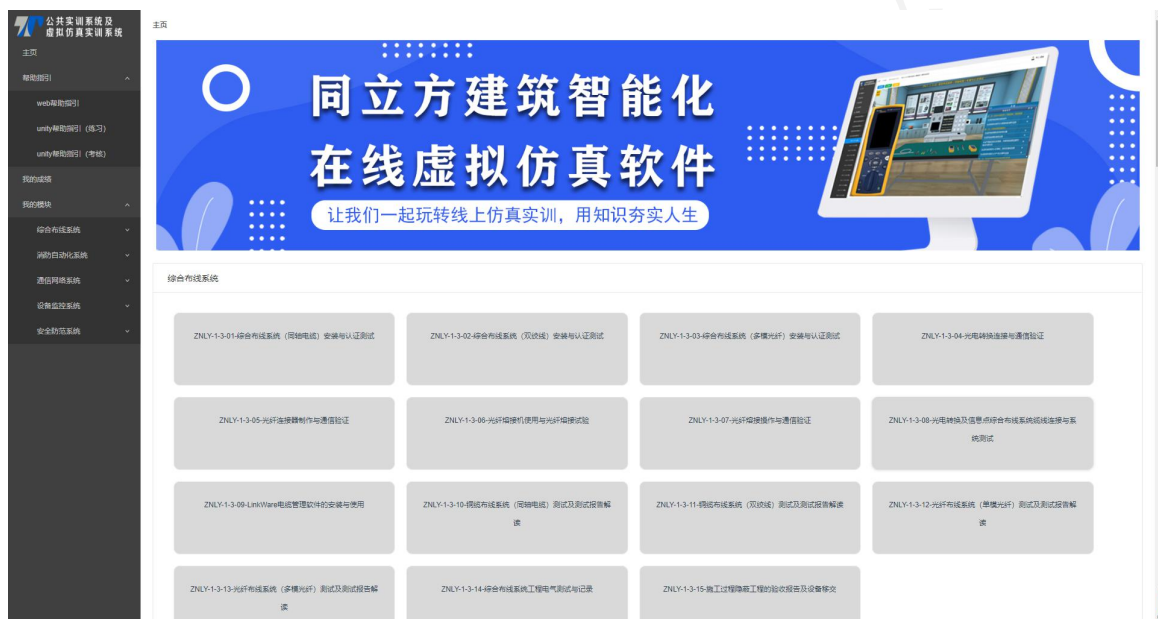 公共实训系统及
虚拟仿真实训系统
主页
帮助指引
web帮助指引
unity帮助指引（练习）
unity帮助指引（考核）
我的成绩
我的模块
综合布线系统
消防自动化系统
通信网络系统
设备监控系统
安全防范系统
主页
同立方建筑智能化
在线虚拟仿真软件
让我们一起玩转线上仿真实训，用知识夯实人生
综合布线系统
ZNLY-1-3-01-综合布线系统（同轴电缆）安装与认证测试
ZNLY-1-3-02-综合布线系统（双绞线）安装与认证测试
ZNLY-1-3-03-综合布线系统（多模光纤）安装与认证测试
ZNLY-1-3-04-光电转换连接与通信验证
ZNLY-1-3-05-光纤连接器制作与通信验证
ZNLY-1-3-06-光纤熔接机使用与光纤熔接试验
ZNLY-1-3-07-光纤熔接操作与通信验证
ZNLY-1-3-08-光电转换及信息点综合布线系统缆线连接与系
统测试
ZNLY-1-3-09-LinkWare电缆管理软件的安装与使用
ZNLY-1-3-10-铜缆布线系统（同轴电缆）测试及测试报告解
读
ZNLY-1-3-11-铜缆布线系统（双绞线）测试及测试报告解读
ZNLY-1-3-12-光纤布线系统（单模光纤）测试及测试报告解
读
ZNLY-1-3-13-光纤布线系统（多模光纤）测试及测试报告解
读
ZNLY-1-3-14-综合布线系统工程电气测试与记录
ZNLY-1-3-15-施工过程隐蔽工程的验收报告及设备移交